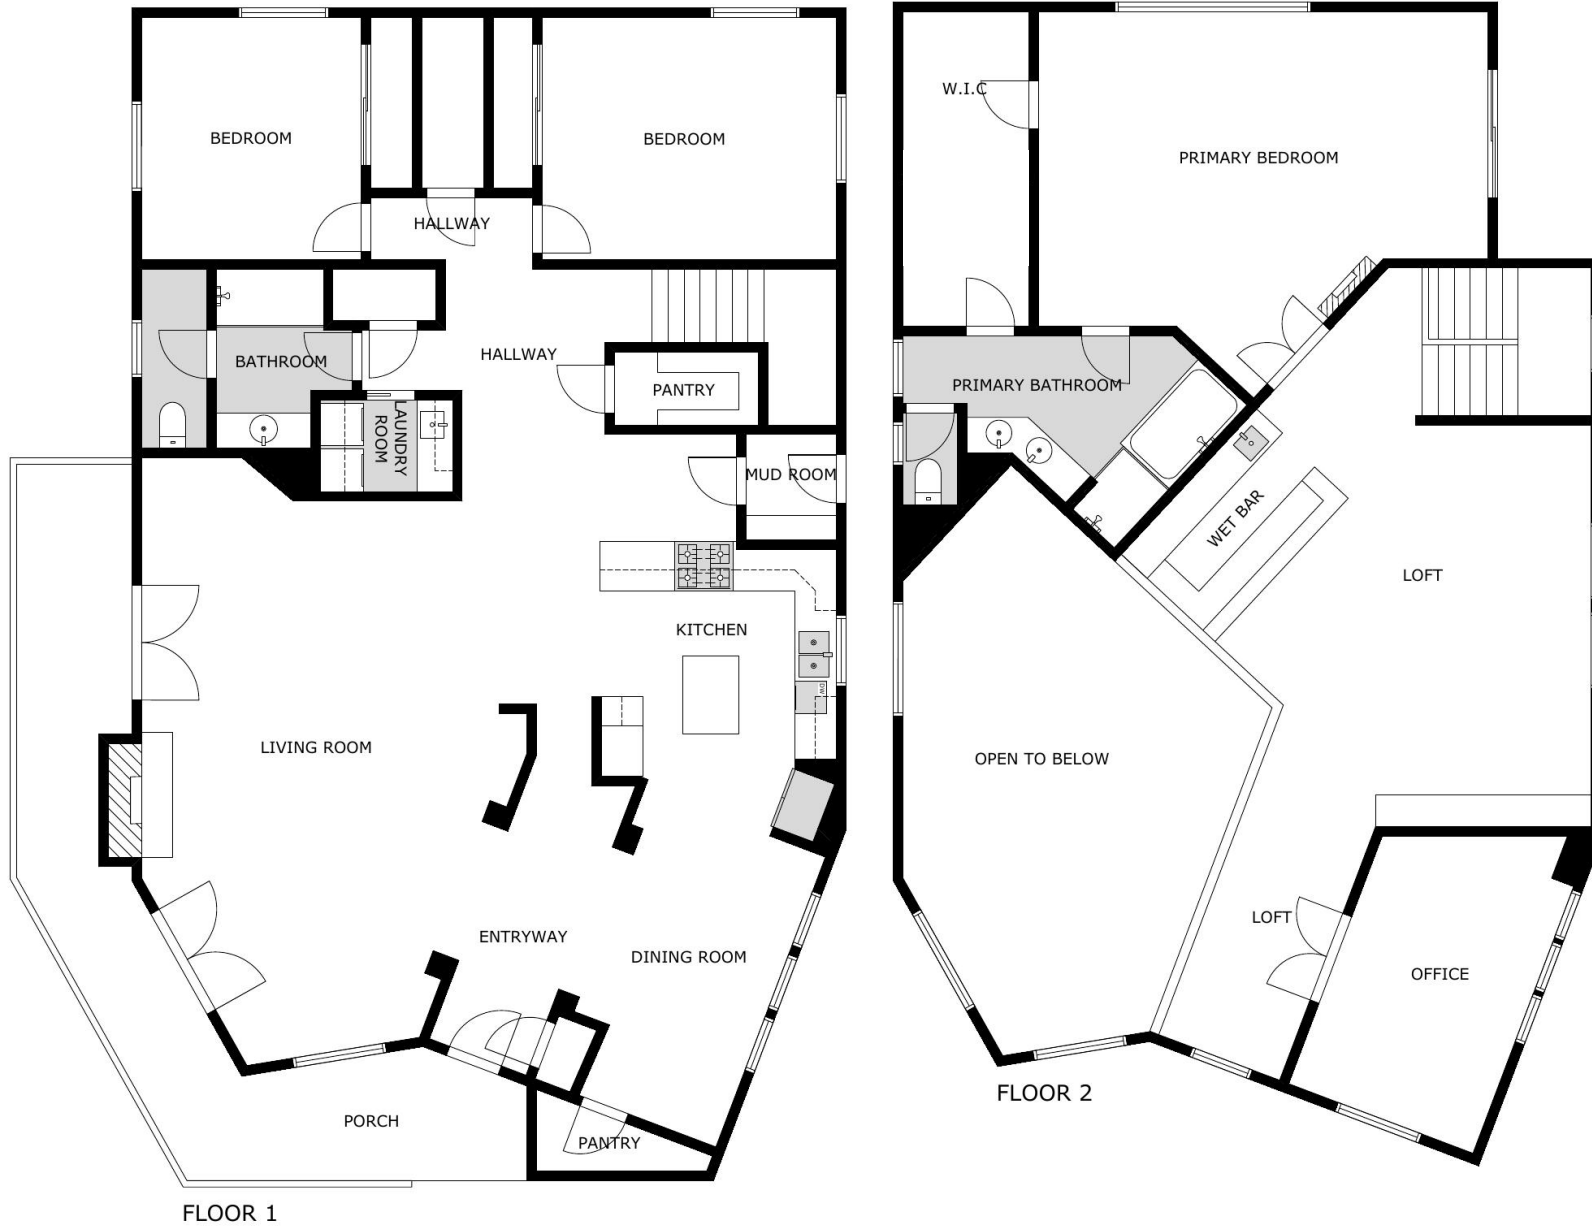 BEDROOM
BEDROOM
HALLWAY
HALLWAY
BATHROOM
PANTRY
LAUNDRY
ROOM
MUD ROOM
KITCHEN
DW
LIVING ROOM
ENTRYWAY
DINING ROOM
PORCH
PANTRY
FLOOR 1
W.I.C
PRIMARY BEDROOM
PRIMARY BATHROOM
WET BAR
LOFT
OPEN TO BELOW
LOFT
OFFICE
FLOOR 2